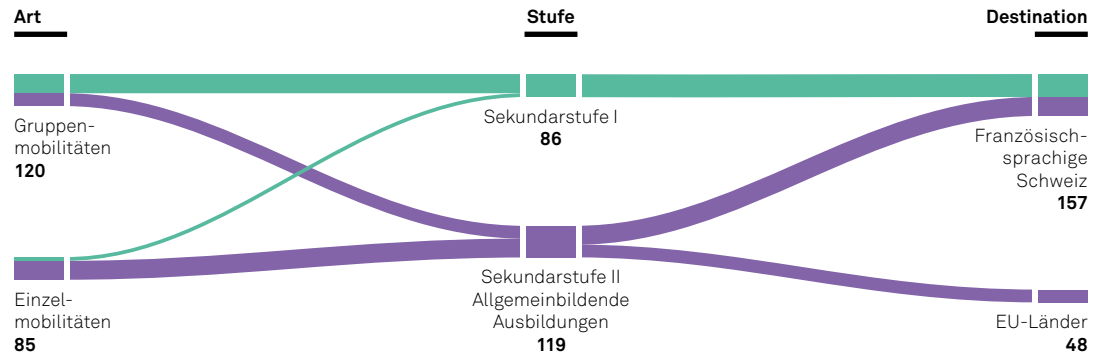 Art
Stufe
Destination
Gruppen-
mobilitäten
120
Sekundarstufe I
86
Französisch-
sprachige
Schweiz
157
Einzel-
mobilitäten
85
Sekundarstufe II
Allgemeinbildende
Ausbildungen
119
EU-Länder
48